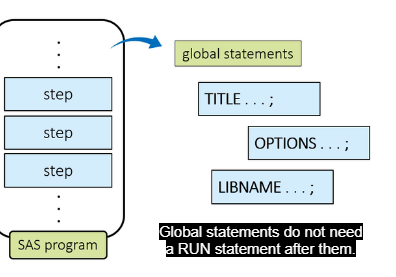 step
step
step
SAS program
global statements
TITLE . . . ;
OPTIONS . . . ;
LIBNAME . . . ;
Global statements do not need
a RUN statement after them.